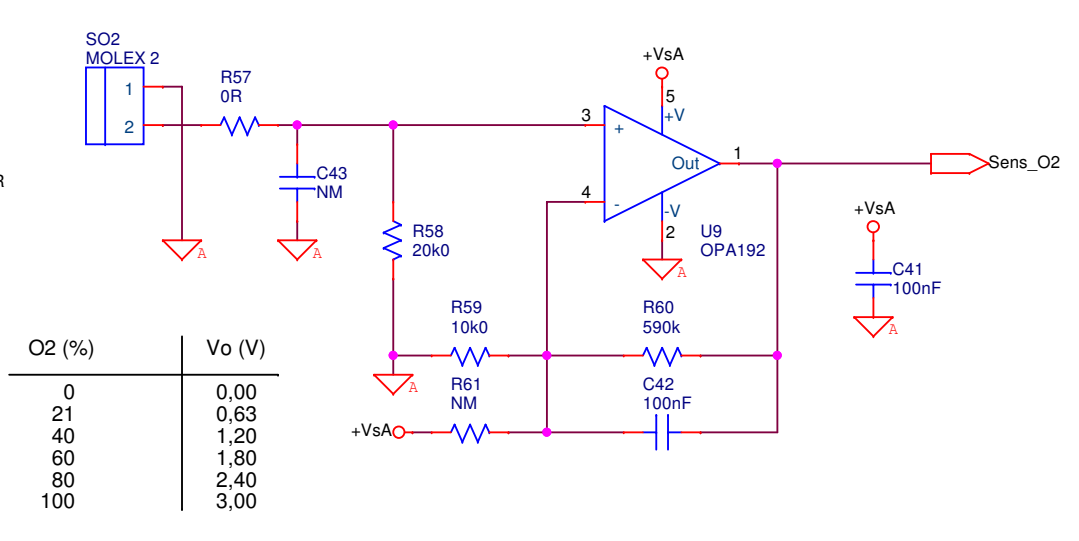 SO2
MOLEX 2
1
2
R57
0R
C43
NM
R58
20k0
+VsA
5
+V
3
+
Out
1
4
-
-V
2
U9
OPA192
A
A
A
Sens_O2
+VsA
C41
100nF
A
R
R59
10k0
R60
590k
A
R61
NM
C42
100nF
+VsA
O2 (%) Vo (V)
0 0,00
21 0,63
40 1,20
60 1,80
80 2,40
100 3,00